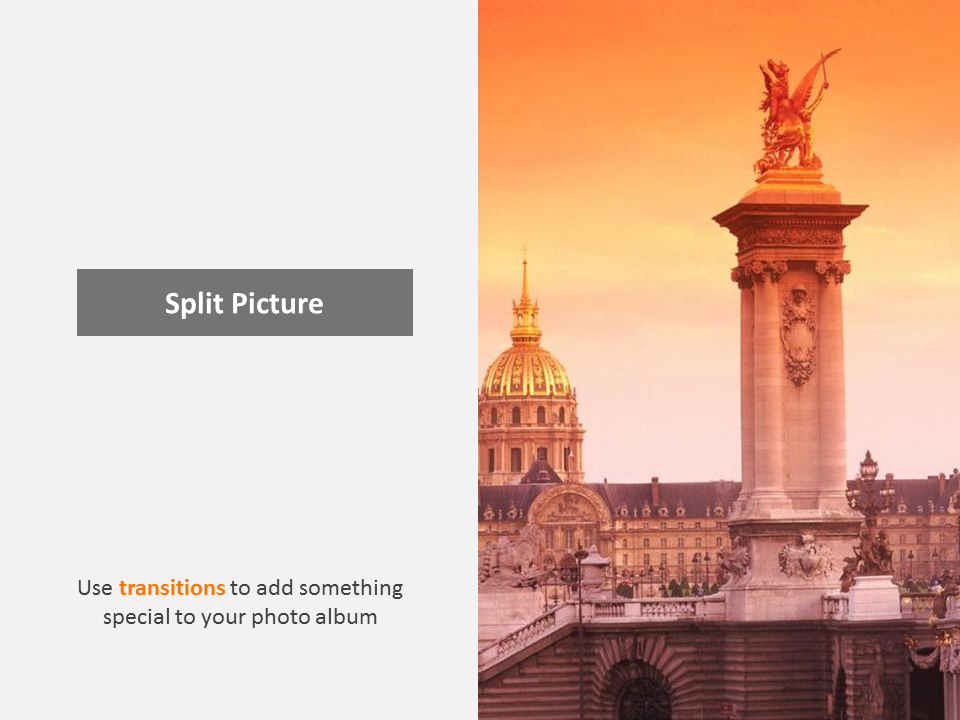 Split Picture
Use transitions to add something
special to your photo album